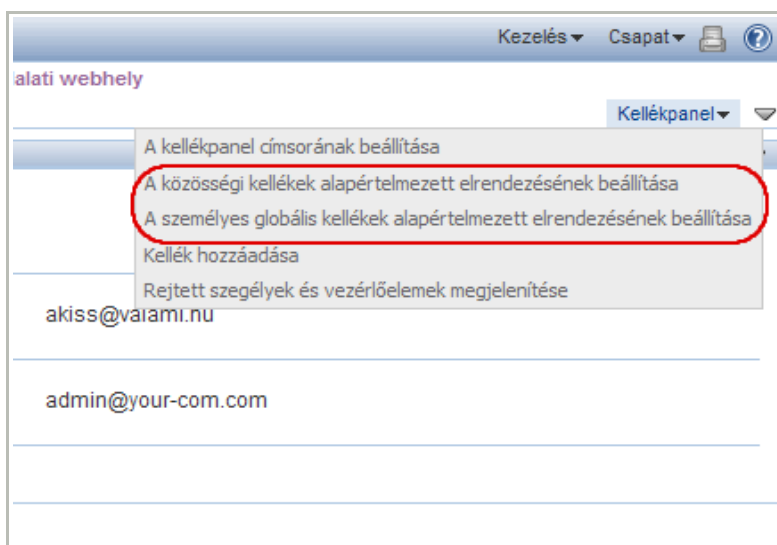 Kezelés Csapat
alati webhely
Kellékpanel
A kellékpanel címsorának beállítása
A közösségi kellékek alapértelmezett elrendezésének beállítása
A személyes globális kellékek alapértelmezett elrendezésének beállítása
Kellék hozzáadása
Rejtett szegélyek és vezérlőelemek megjelenítése
akiss@valami.hu
admin@your-com.com